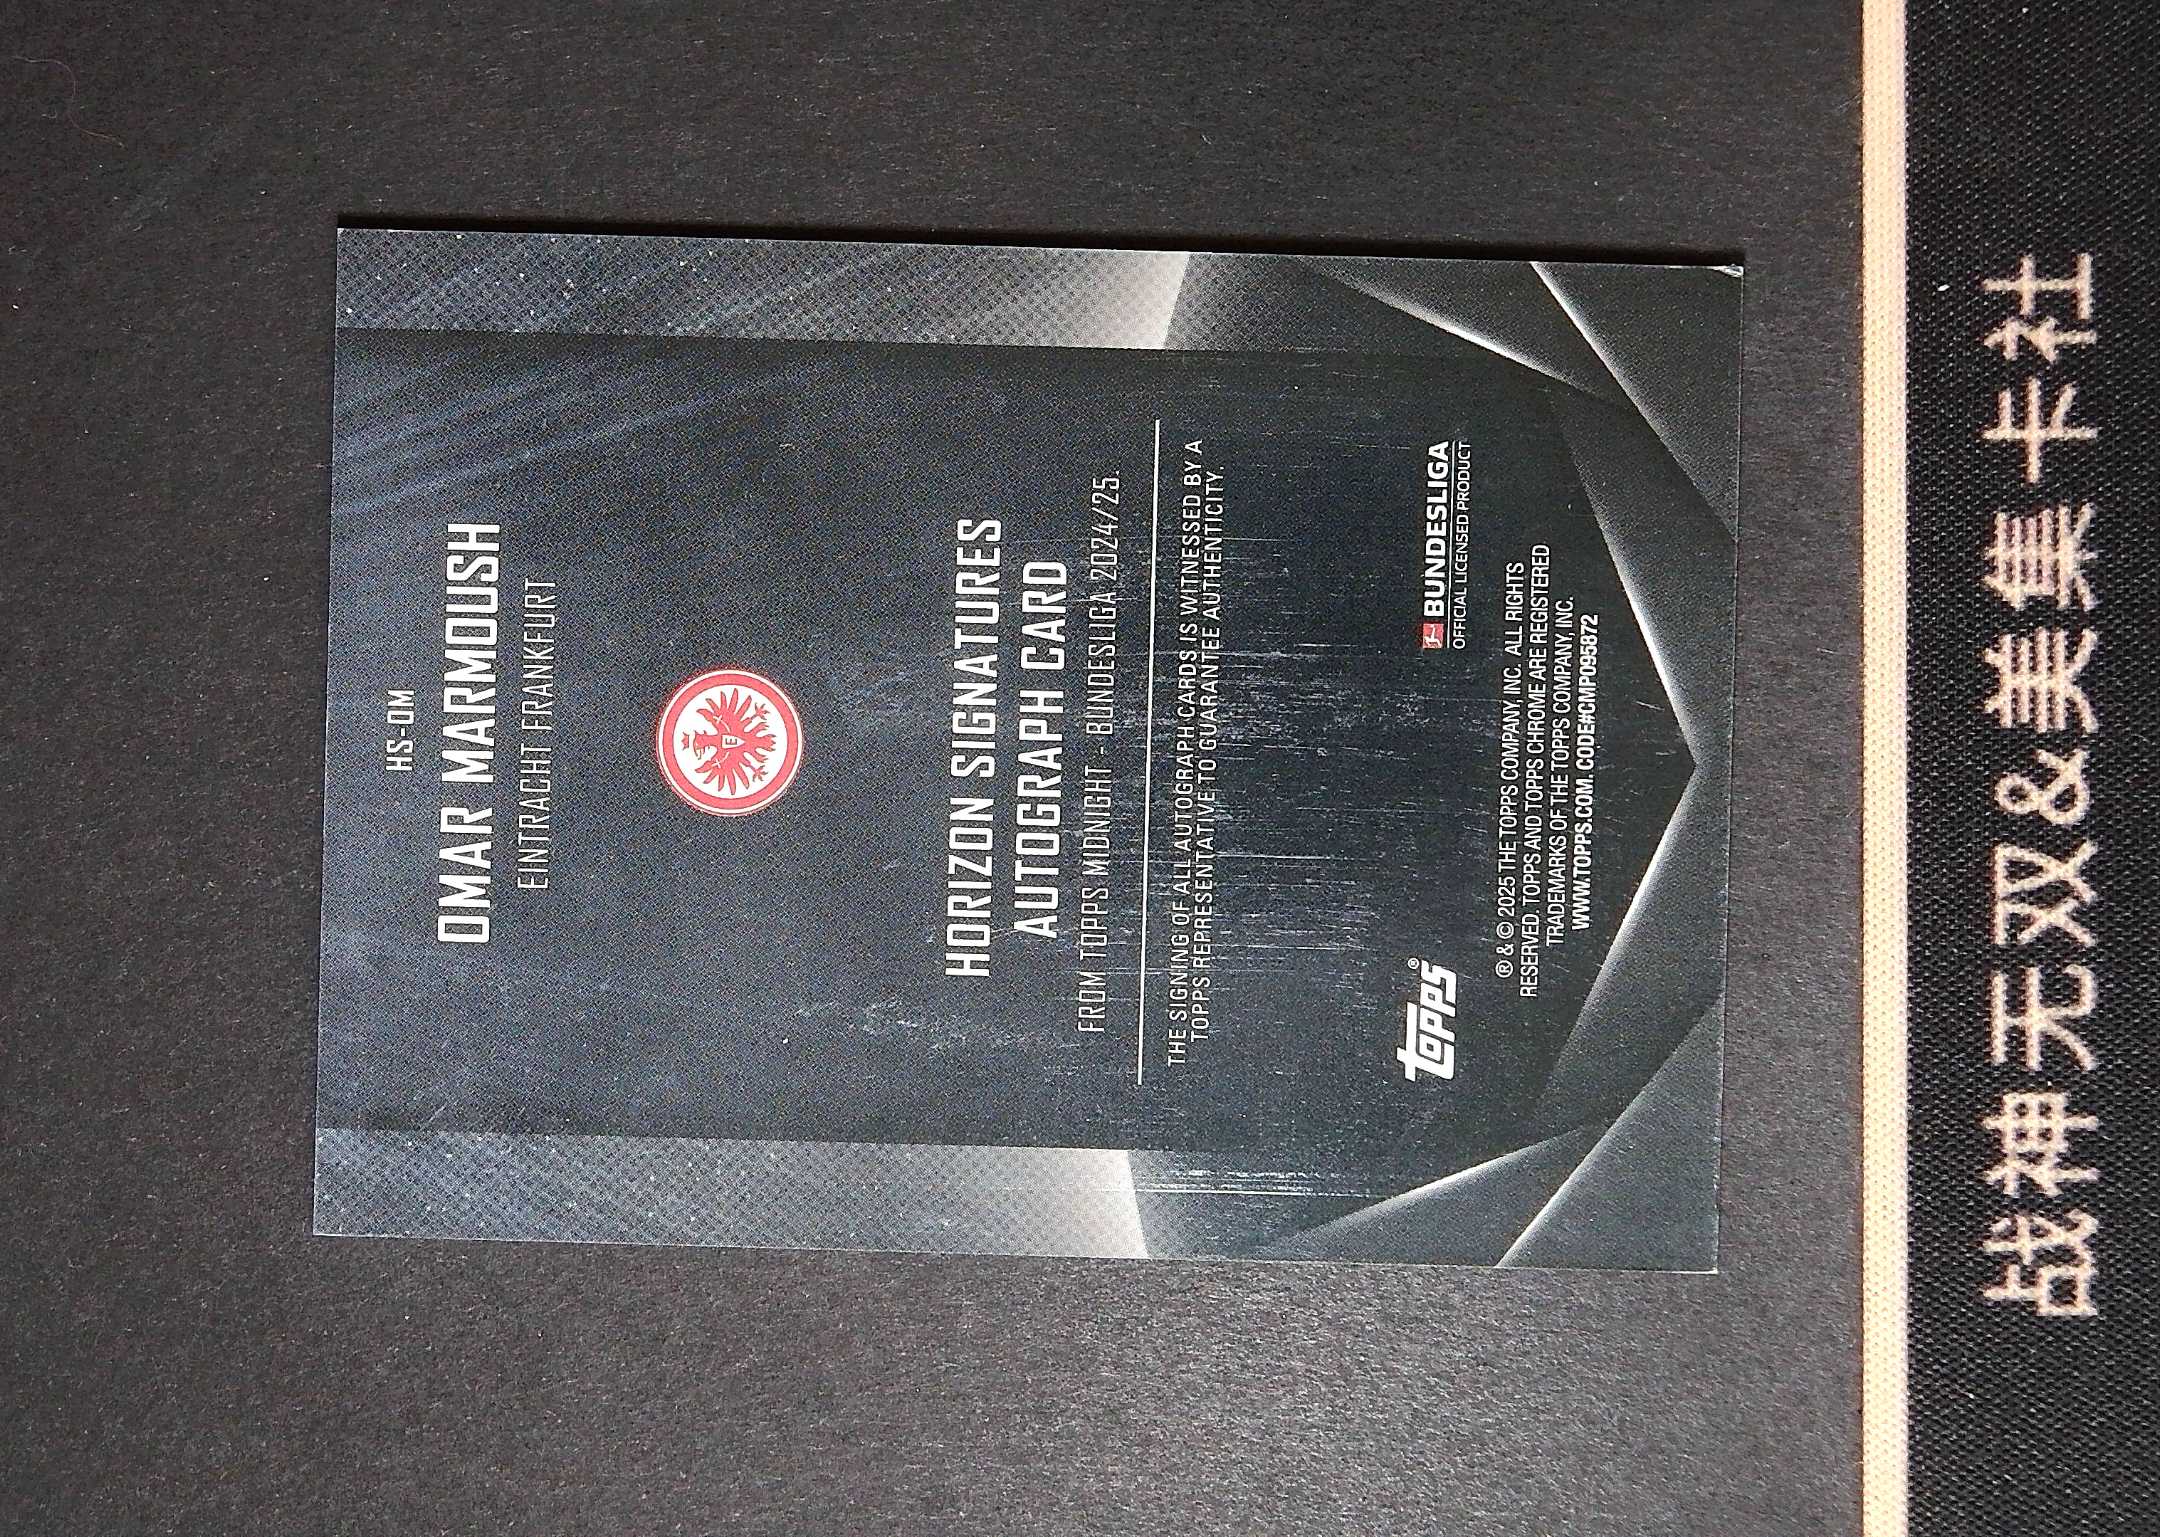 HS-OM
OMAR MARMOUSH
EINTRACHT FRANKFURT
E
HORIZON SIGNATURES
AUTOGRAPH CARD
FROM TOPPS MIDNIGHT - BUNDESLIGA 2024/25.
THE SIGNING OF ALL AUTOGRAPH CARDS IS WITNESSED BY A
TOPPS REPRESENTATIVE TO GUARANTEE AUTHENTICITY.
topps®
BUNDESLIGA
OFFICIAL LICENSED PRODUCT
® & © 2025 THE TOPPS COMPANY, INC. ALL RIGHTS
RESERVED. TOPPS AND TOPPS CHROME ARE REGISTERED
TRADEMARKS OF THE TOPPS COMPANY, INC.
WWW.TOPPS.COM. CODE#CMP095872
战神无双&美集卡社